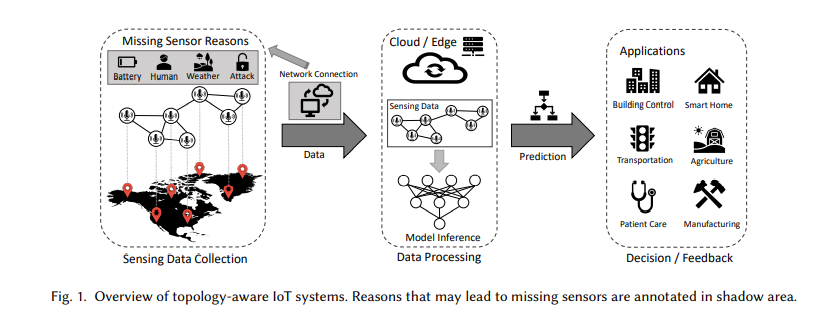 Missing Sensor Reasons
Battery Human Weather Attack
Sensing Data Collection
Network Connection
Data
Cloud / Edge
Sensing Data
Model Inference
Data Processing
Prediction
Applications
Building Control Smart Home
Transportation Agriculture
Patient Care Manufacturing
Decision / Feedback
Fig. 1. Overview of topology-aware IoT systems. Reasons that may lead to missing sensors are annotated in shadow area.